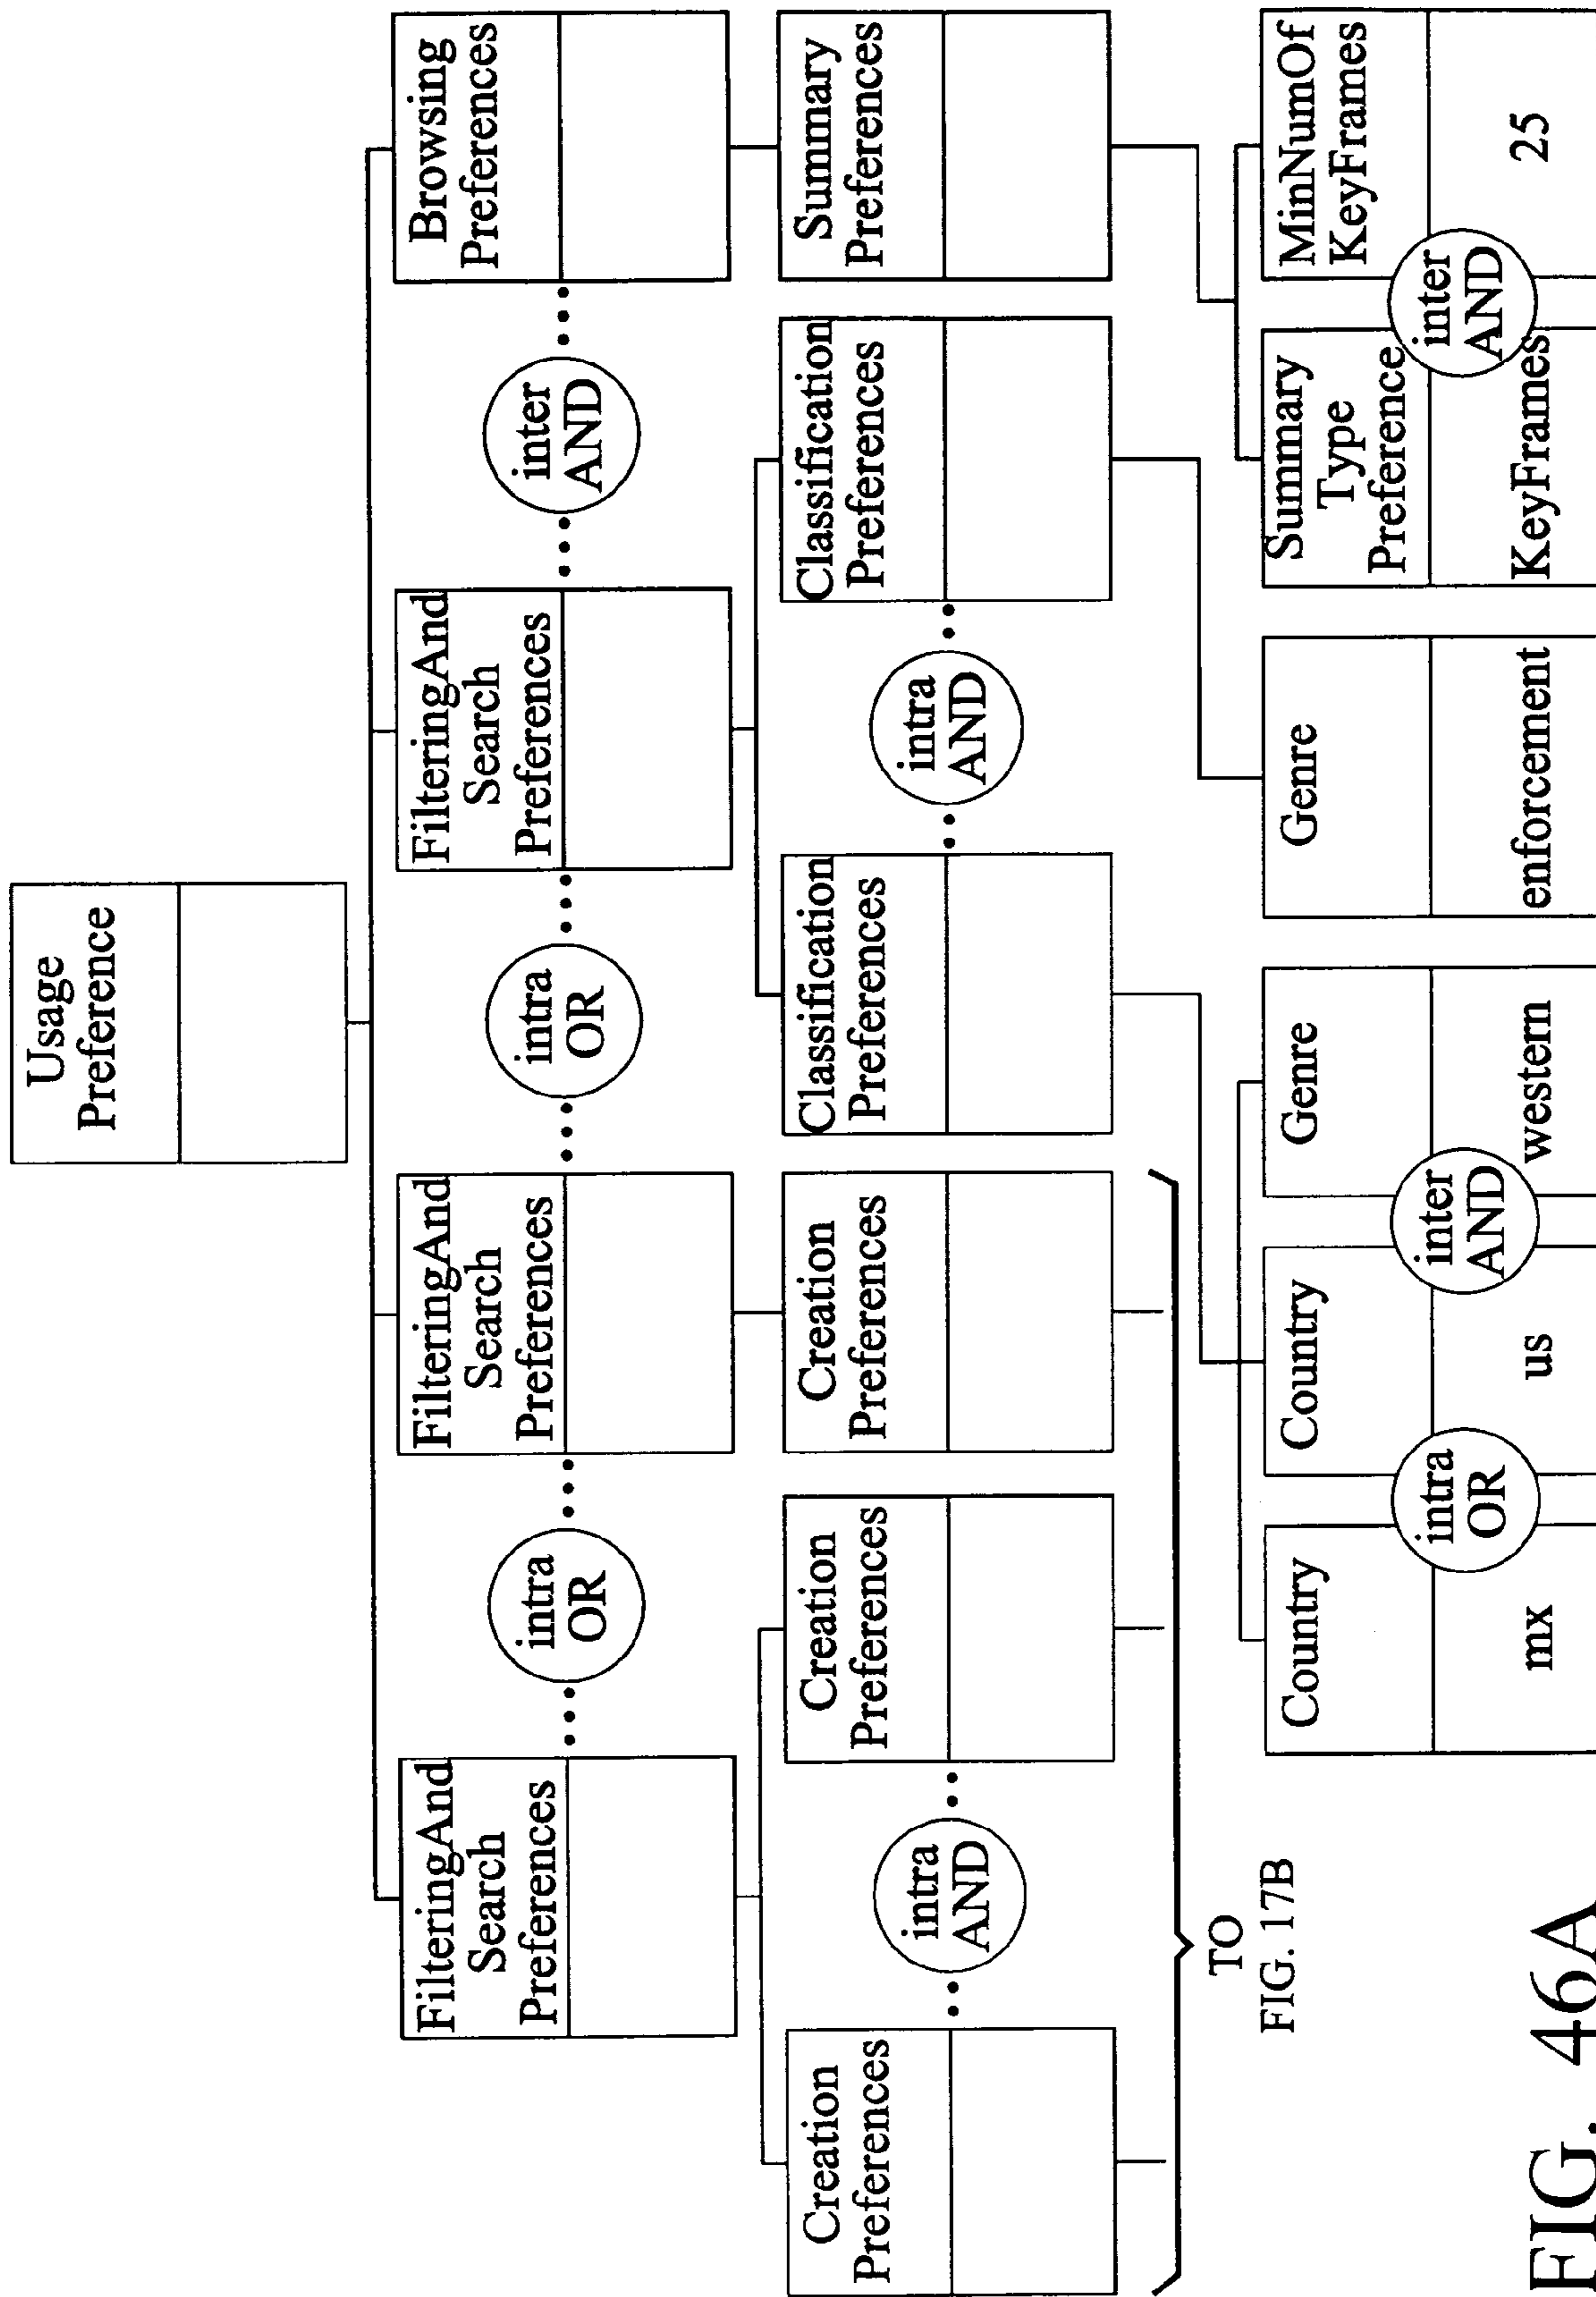 Usage
Preference
FilteringAnd
Search
Preferences
intra
OR
FilteringAnd
Search
Preferences
intra
OR
FilteringAnd
Search
Preferences
inter
AND
Browsing
Preferences
Creation
Preferences
intra
AND
Creation
Preferences
Creation
Preferences
Classification
Preferences
intra
AND
Classification
Preferences
Summary
Preferences
TO
FIG. 17B
Country
mx
intra
OR
Country
us
inter
AND
Genre
western
Genre
enforcement
Summary
Type
Preference
KeyFrames
inter
AND
MinNumOf
KeyFrames
25
FIG. 46A